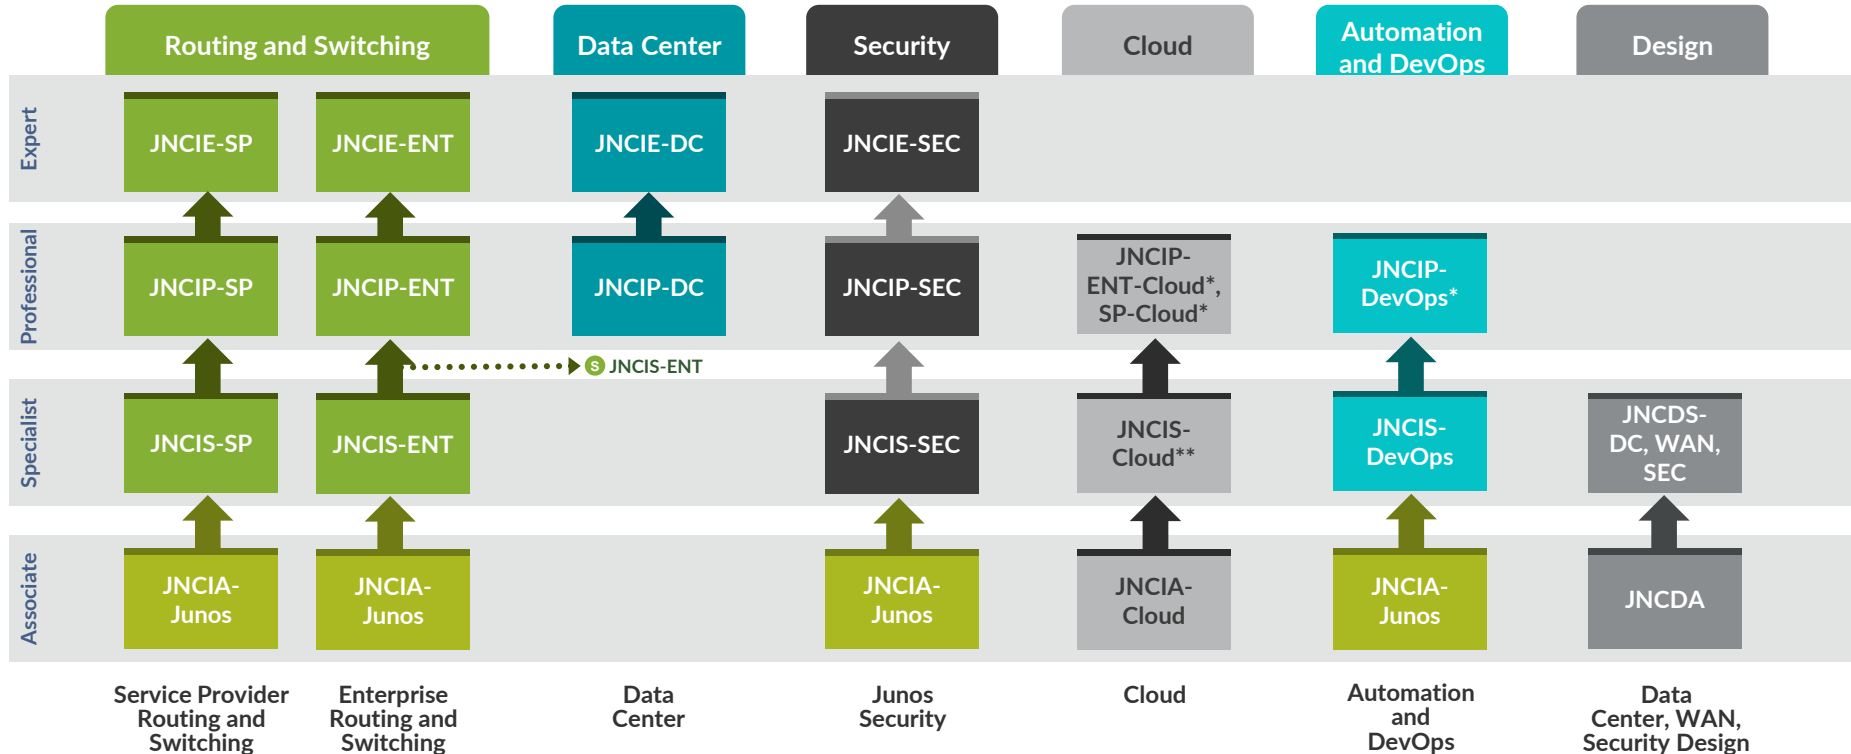 Routing and Switching
Data Center
Security
Cloud
Automation
and DevOps
Design
Expert
JNCIE-SP
JNCIE-ENT
JNCIE-DC
JNCIE-SEC
Professional
JNCIP-SP
JNCIP-ENT
JNCIP-DC
JNCIP-SEC
JNCIP-
ENT-Cloud*,
SP-Cloud*
JNCIP-
DevOps*
S JNCIS-ENT
Specialist
JNCIS-SP
JNCIS-ENT
JNCIS-SEC
JNCIS-
Cloud**
JNCIS-
DevOps
JNCDS-
DC, WAN,
SEC
Associate
JNCIA-
Junos
JNCIA-
Junos
JNCIA-
Junos
JNCIA-
Cloud
JNCIA-
Junos
JNCDA
Service Provider
Routing and
Switching
Enterprise
Routing and
Switching
Data
Center
Junos
Security
Cloud
Automation
and
DevOps
Data
Center, WAN,
Security Design